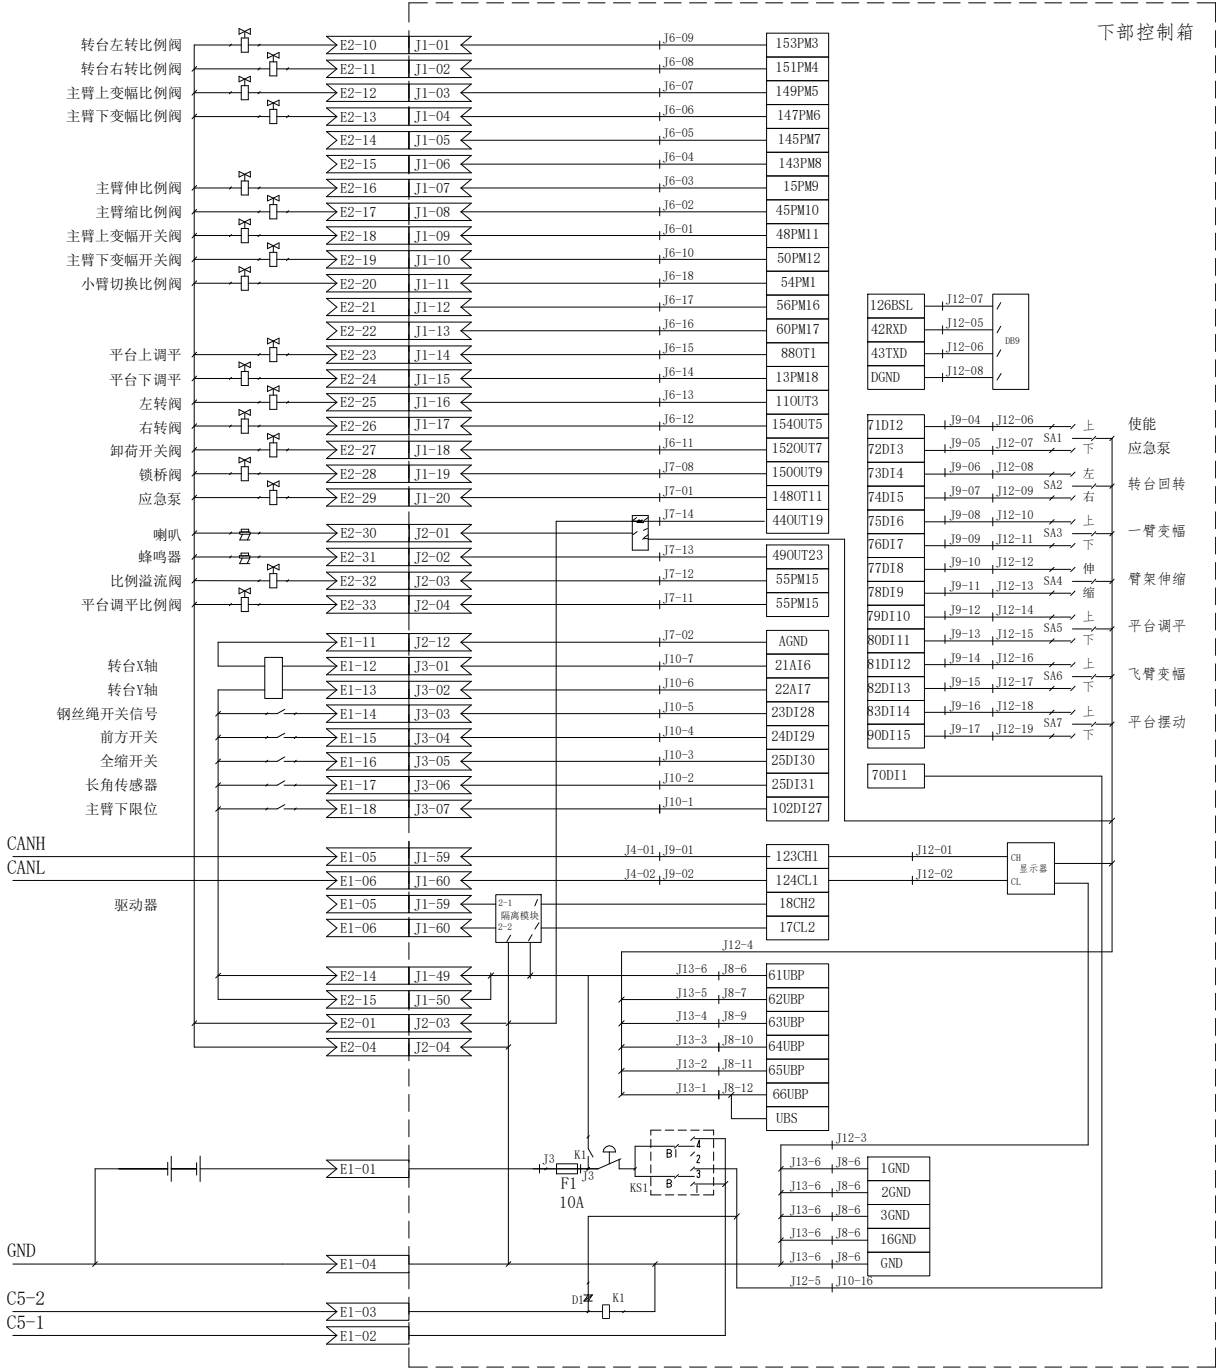 下部控制箱
转台左转比例阀 E2-10 J1-01 J6-09 153PM3
转台右转比例阀 E2-11 J1-02 J6-08 151PM4
主臂上变幅比例阀 E2-12 J1-03 J6-07 149PM5
主臂下变幅比例阀 E2-13 J1-04 J6-06 147PM6
E2-14 J1-05 J6-05 145PM7
E2-15 J1-06 J6-04 143PM8
主臂伸比例阀 E2-16 J1-07 J6-03 15PM9
主臂缩比例阀 E2-17 J1-08 J6-02 45PM10
主臂上变幅开关阀 E2-18 J1-09 J6-01 48PM11
主臂下变幅开关阀 E2-19 J1-10 J6-10 50PM12
小臂切换比例阀 E2-20 J1-11 J6-18 54PM1
E2-21 J1-12 J6-17 56PM16
E2-22 J1-13 J6-16 60PM17
平台上调平 E2-23 J1-14 J6-15 880T1
平台下调平 E2-24 J1-15 J6-14 13PM18
左转阀 E2-25 J1-16 J6-13 110UT3
右转阀 E2-26 J1-17 J6-12 154OUT5
卸荷开关阀 E2-27 J1-18 J6-11 152OUT7
锁桥阀 E2-28 J1-19 J7-08 150OUT9
应急泵 E2-29 J1-20 J7-01 148OT11
J7-14 44OUT19
喇叭 E2-30 J2-01
蜂鸣器 E2-31 J2-02 J7-13 49OUT23
比例溢流阀 E2-32 J2-03 J7-12 55PM15
平台调平比例阀 E2-33 J2-04 J7-11 55PM15
E1-11 J2-12 J7-02 AGND
转台X轴 E1-12 J3-01 J10-7 21AI6
转台Y轴 E1-13 J3-02 J10-6 22AI7
钢丝绳开关信号 E1-14 J3-03 J10-5 23DI28
前方开关 E1-15 J3-04 J10-4 24DI29
全缩开关 E1-16 J3-05 J10-3 25DI30
长角传感器 E1-17 J3-06 J10-2 25DI31
主臂下限位 E1-18 J3-07 J10-1 102DI27
126BSL J12-07
42RXD J12-05
43TXD J12-06
DGND J12-08
DB9
71DI2 J9-04 J12-06 上
72DI3 J9-05 J12-07 下
SA1 使能
应急泵
73DI4 J9-06 J12-08 左
74DI5 J9-07 J12-09 右
SA2 转台回转
75DI6 J9-08 J12-10 上
76DI7 J9-09 J12-11 下
SA3 一臂变幅
77DI8 J9-10 J12-12 伸
78DI9 J9-11 J12-13 缩
SA4 臂架伸缩
79DI10 J9-12 J12-14 上
80DI11 J9-13 J12-15 下
SA5 平台调平
81DI12 J9-14 J12-16 上
82DI13 J9-15 J12-17 下
SA6 飞臂变幅
83DI14 J9-16 J12-18 上
90DI15 J9-17 J12-19 下
SA7 平台摆动
70DI1
CANH E1-05 J1-59 J4-01 J9-01 123CH1 J12-01 CH
CANL E1-06 J1-60 J4-02 J9-02 124CL1 J12-02 CL
显示器
驱动器 E1-05 J1-59 2-1 18CH2
隔离模块
E1-06 J1-60 2-2 17CL2
J12-4
E2-14 J1-49 J13-6 J8-6 61UBP
E2-15 J1-50 J13-5 J8-7 62UBP
E2-01 J2-03 J13-4 J8-9 63UBP
E2-04 J2-04 J13-3 J8-10 64UBP
J13-2 J8-11 65UBP
J13-1 J8-12 66UBP
UBS
J12-3
E1-01 J3 F1 10A J3 K1 KS1 B 4 2 B 3 1
J13-6 J8-6 1GND
J13-6 J8-6 2GND
J13-6 J8-6 3GND
J13-6 J8-6 16GND
GND E1-04 J13-6 J8-6 GND
J12-5 J10-16
C5-2 E1-03 D1 K1
C5-1 E1-02